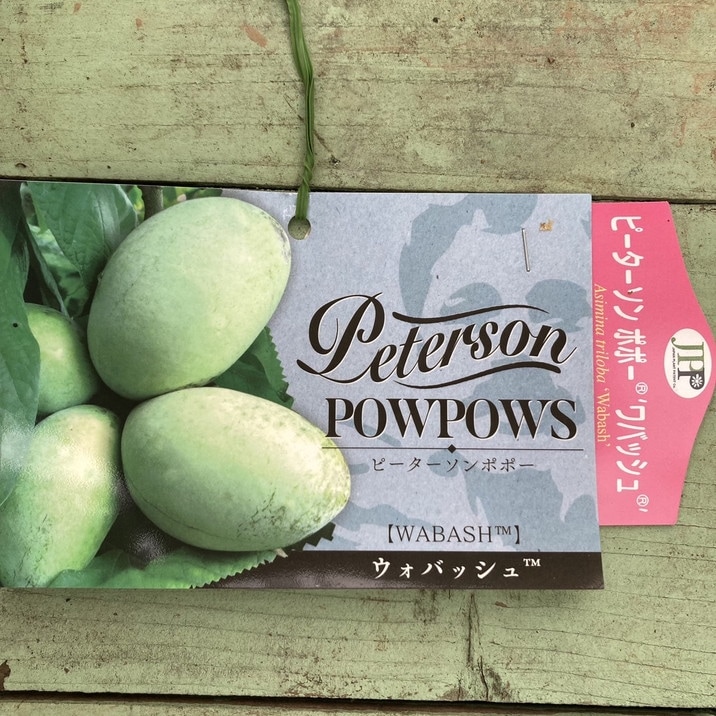 Peterson
POWPOWS
ピーターソンポポー
【WABASH™】
ウォバッシュ™
ピーターソン ポポー®'ワバッシュ®'
Asimina triloba 'Wabash'
JPP